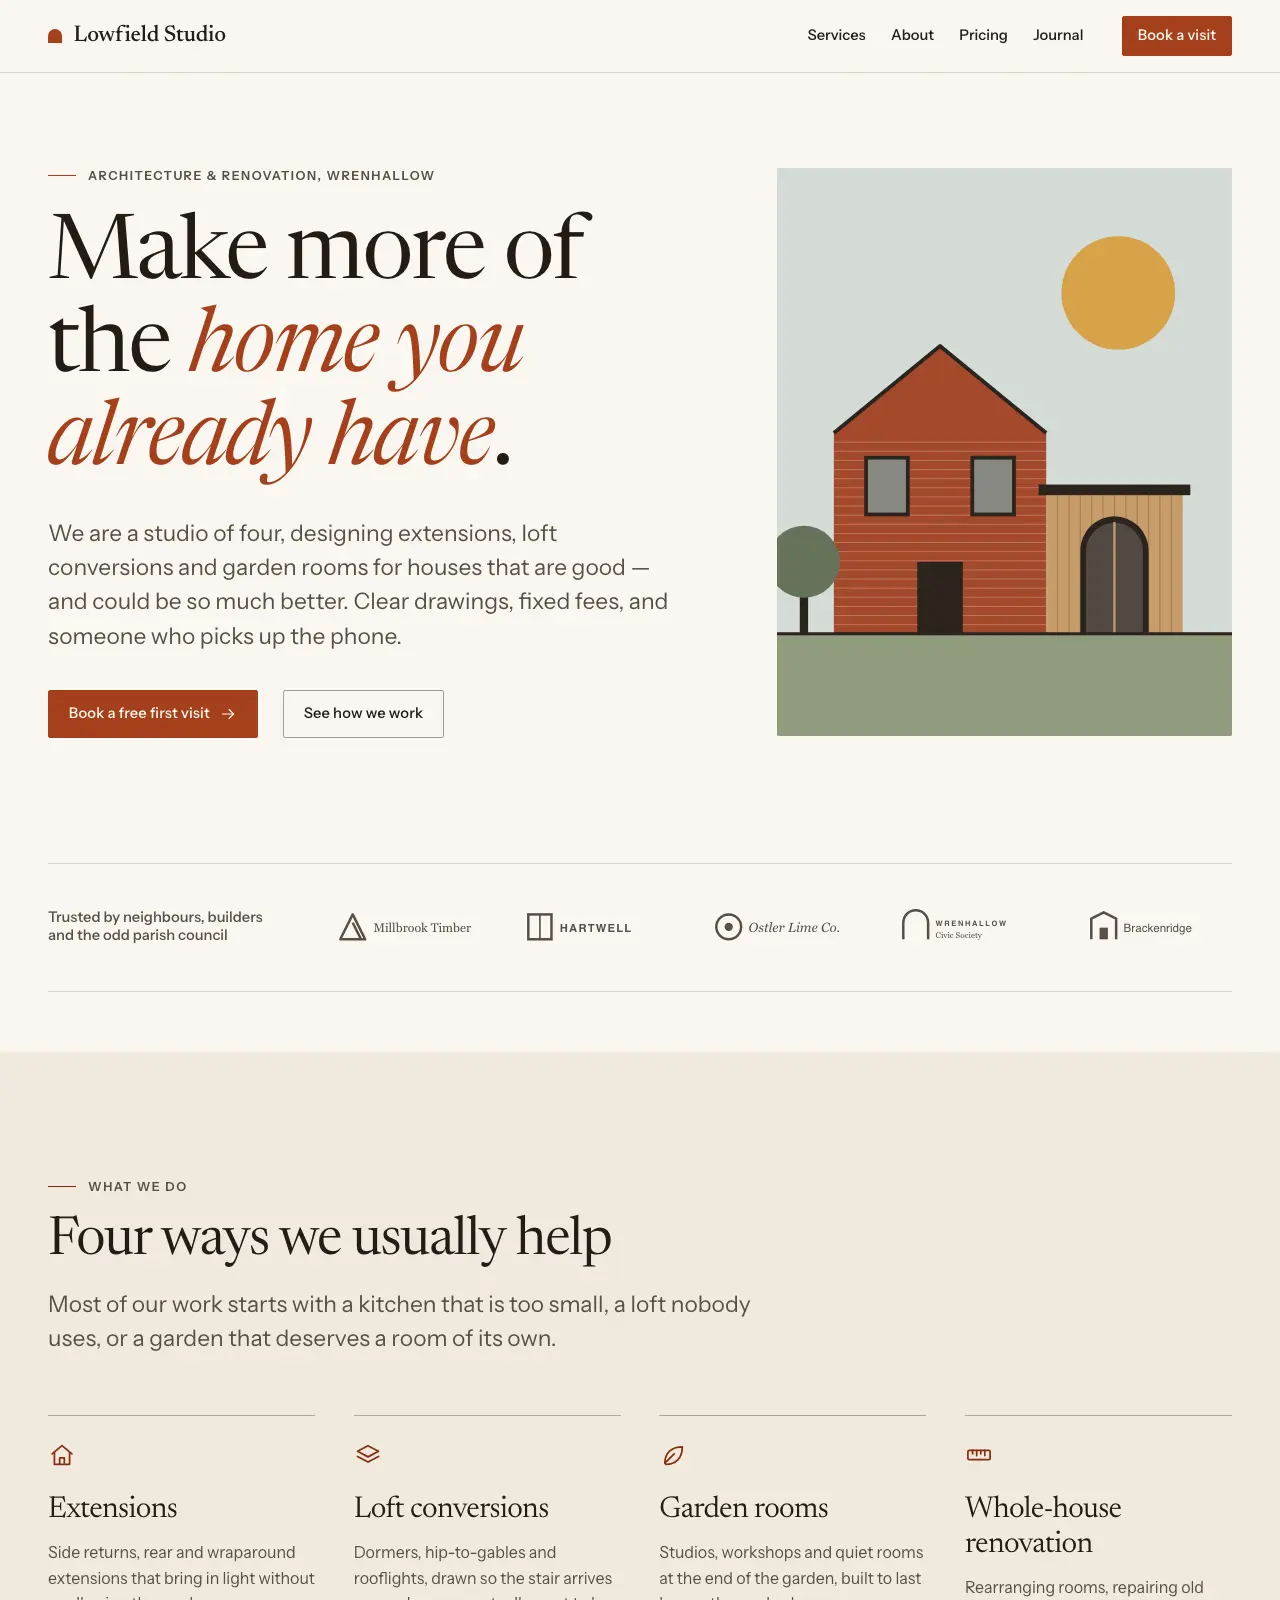 Lowfield Studio
Services
About
Pricing
Journal
Book a visit
ARCHITECTURE & RENOVATION, WRENHALLOW
Make more of
the home you
already have.
We are a studio of four, designing extensions, loft
conversions and garden rooms for houses that are good —
and could be so much better. Clear drawings, fixed fees, and
someone who picks up the phone.
Book a free first visit →
See how we work
Trusted by neighbours, builders
and the odd parish council
Millbrook Timber
HARTWELL
Ostler Lime Co.
WRENHALLOW
Civic Society
Brackenridge
WHAT WE DO
Four ways we usually help
Most of our work starts with a kitchen that is too small, a loft nobody
uses, or a garden that deserves a room of its own.
Extensions
Side returns, rear and wraparound
extensions that bring in light without
Loft conversions
Dormers, hip-to-gables and
rooflights, drawn so the stair arrives
Garden rooms
Studios, workshops and quiet rooms
at the end of the garden, built to last
Whole-house
renovation
Rearranging rooms, repairing old